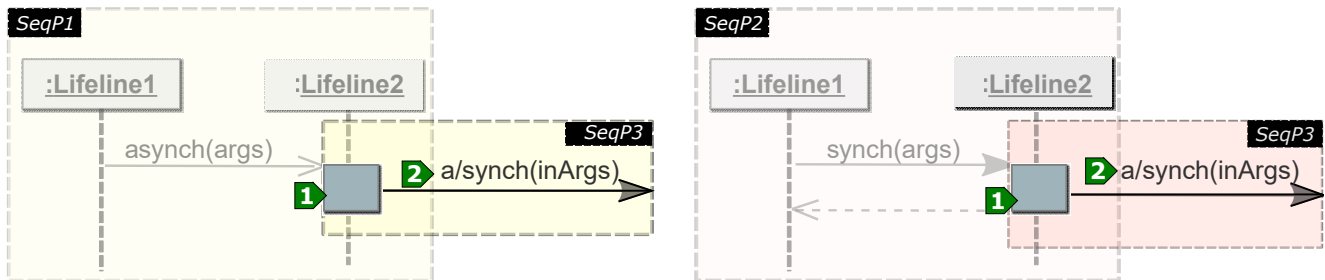 SeqP1
:Lifeline1
:Lifeline2
asynch(args)
SeqP3
2
a/synch(inArgs)
1
SeqP2
:Lifeline1
:Lifeline2
synch(args)
SeqP3
2
a/synch(inArgs)
1